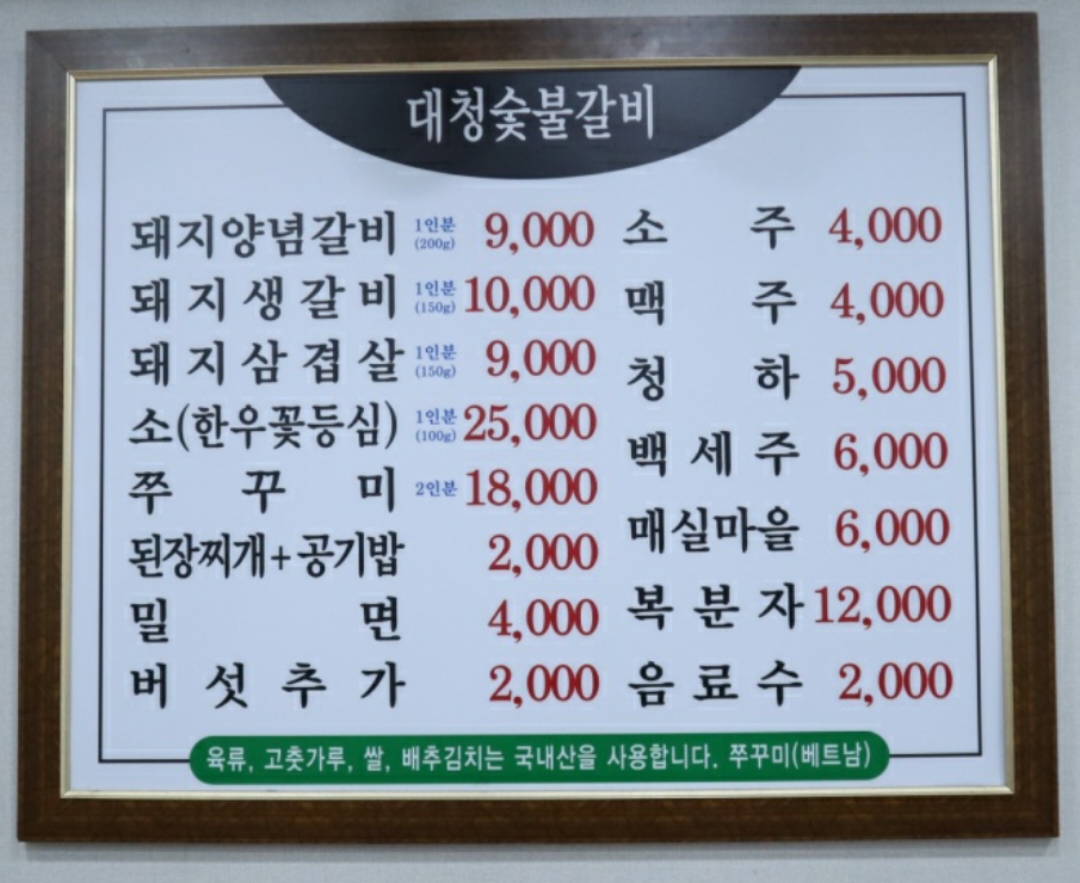 대청숯불갈비
돼지양념갈비 1인분 (200g) 9,000
돼지생갈비 1인분 (150g) 10,000
돼지삼겹살 1인분 (150g) 9,000
소(한우꽃등심) 1인분 (100g) 25,000
쭈꾸미 2인분 18,000
된장찌개+공기밥 2,000
밀면 4,000
버섯추가 2,000
소주 4,000
맥주 4,000
청하 5,000
백세주 6,000
매실마을 6,000
복분자 12,000
음료수 2,000
육류, 고춧가루, 쌀, 배추김치는 국내산을 사용합니다. 쭈꾸미(베트남)